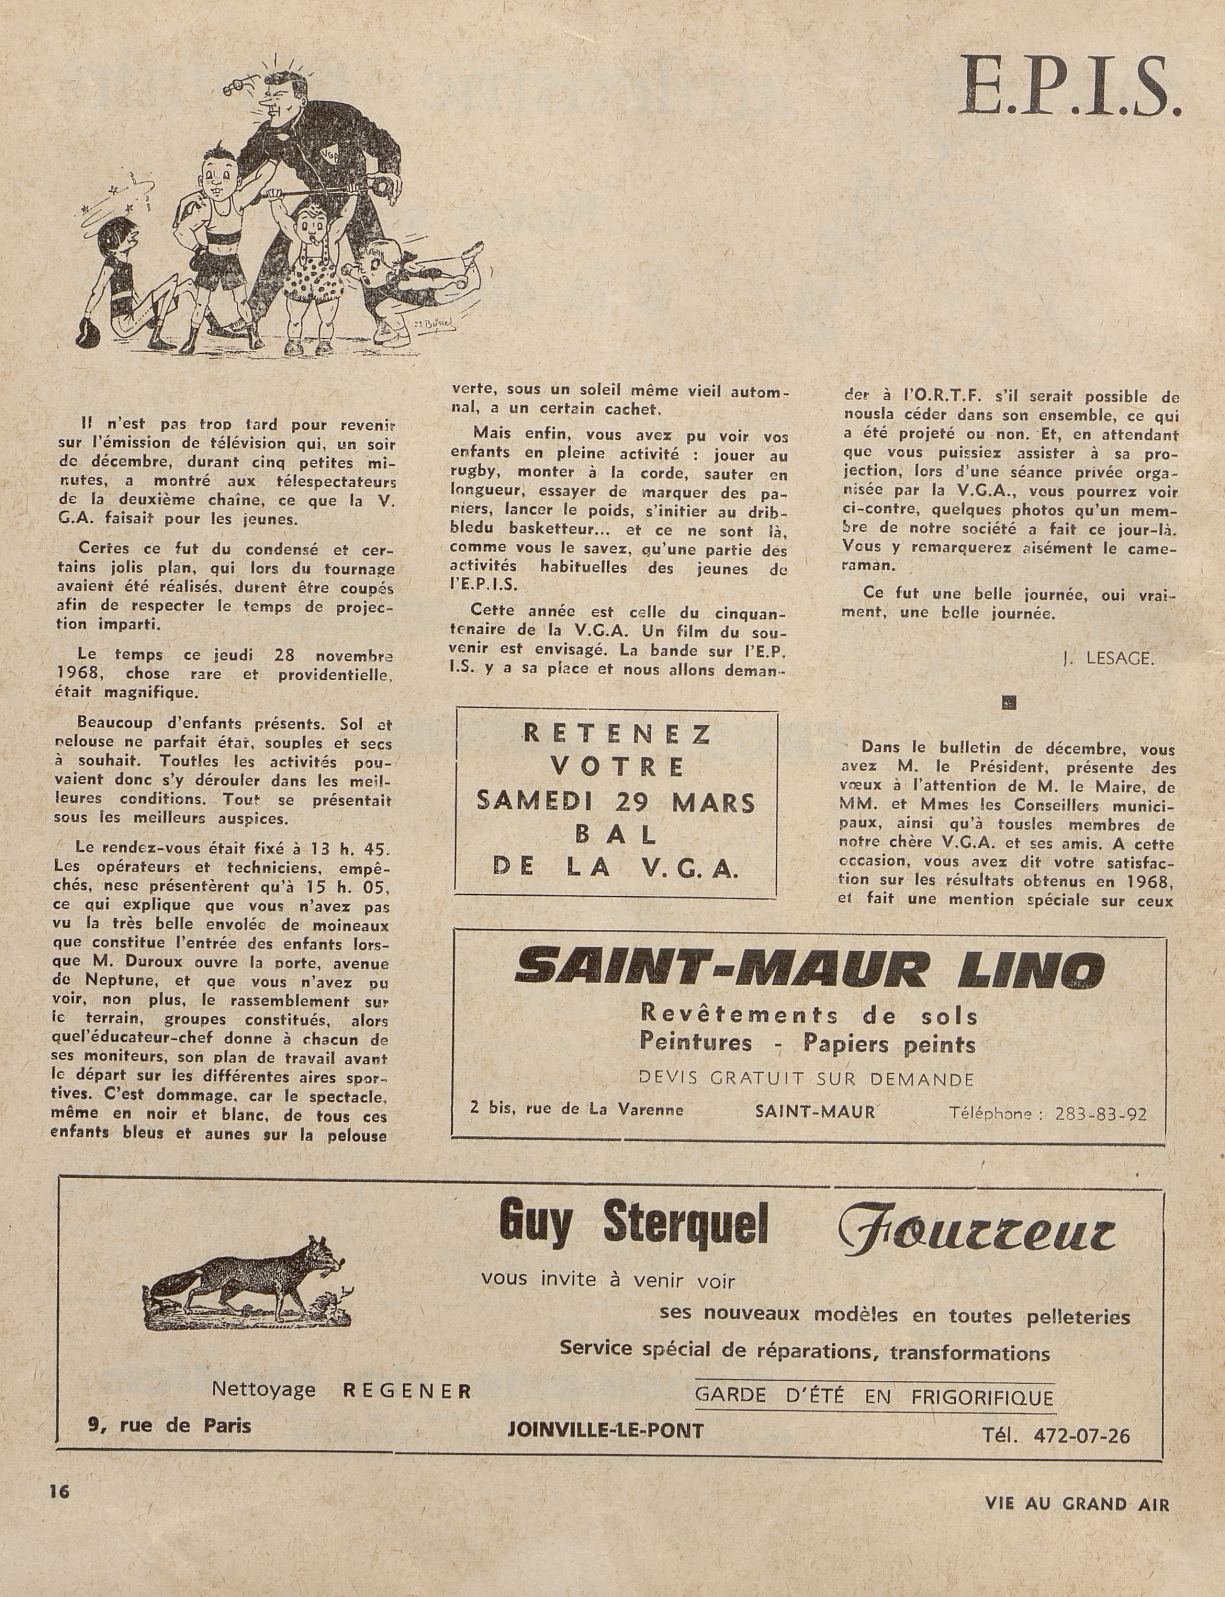 E.P.I.S.
VGA
J Bussel
Il n'est pas trop tard pour revenir
sur l'émission de télévision qui, un soir
de décembre, durant cinq petites mi-
nutes, a montré aux télespectateurs
de la deuxième chaîne, ce que la V.
G.A. faisait pour les jeunes.
Certes ce fut du condensé et cer-
tains jolis plan, qui lors du tournage
avaient été réalisés, durent être coupés
afin de respecter le temps de projec-
tion imparti.
Le temps ce jeudi 28 novembre
1968, chose rare et providentielle,
était magnifique.
Beaucoup d'enfants présents. Sol et
pelouse ne parfait état, souples et secs
à souhait. Toutles les activités pou-
vaient donc s'y dérouler dans les meil-
leures conditions. Tout se présentait
sous les meilleurs auspices.
Le rendez-vous était fixé à 13 h. 45.
Les opérateurs et techniciens, empê-
chés, nese présentèrent qu'à 15 h. 05,
ce qui explique que vous n'avez pas
vu la très belle envolée de moineaux
que constitue l'entrée des enfants lors-
que M. Duroux ouvre la porte, avenue
de Neptune, et que vous n'avez pu
voir, non plus, le rassemblement sur
le terrain, groupes constitués, alors
quel'éducateur-chef donne à chacun de
ses moniteurs, son plan de travail avant
le départ sur les différentes aires spor-
tives. C'est dommage, car le spectacle,
même en noir et blanc, de tous ces
enfants bleus et aunes sur la pelouse
verte, sous un soleil même vieil autom-
nal, a un certain cachet.
Mais enfin, vous avez pu voir vos
enfants en pleine activité : jouer au
rugby, monter à la corde, sauter en
longueur, essayer de marquer des pa-
niers, lancer le poids, s'initier au drib-
bledu basketteur... et ce ne sont là,
comme vous le savez, qu'une partie des
activités habituelles des jeunes de
l'E.P.I.S.
Cette année est celle du cinquan-
tenaire de la V.G.A. Un film du sou-
venir est envisagé. La bande sur l'E.P.
I.S. y a sa place et nous allons deman-
der à l'O.R.T.F. s'il serait possible de
nousla céder dans son ensemble, ce qui
a été projeté ou non. Et, en attendant
que vous puissiez assister à sa pro-
jection, lors d'une séance privée orga-
nisée par la V.G.A., vous pourrez voir
ci-contre, quelques photos qu'un mem-
bre de notre société a fait ce jour-là.
Vous y remarquerez aisément le came-
raman.
Ce fut une belle journée, oui vrai-
ment, une belle journée.
J. LESAGE.
Dans le bulletin de décembre, vous
avez M. le Président, présente des
vœux à l'attention de M. le Maire, de
MM. et Mmes les Conseillers munici-
paux, ainsi qu'à tousles membres de
notre chère V.G.A. et ses amis. A cette
occasion, vous avez dit votre satisfac-
tion sur les résultats obtenus en 1968,
et fait une mention spéciale sur ceux
RETENEZ
VOTRE
SAMEDI 29 MARS
BAL
DE LA V.G.A.
SAINT-MAUR LINO
Revêtements de sols
Peintures - Papiers peints
DEVIS GRATUIT SUR DEMANDE
2 bis, rue de La Varenne SAINT-MAUR Téléphone : 283-83-92
Guy Sterquel Fourreur
vous invite à venir voir
ses nouveaux modèles en toutes pelleteries
Service spécial de réparations, transformations
Nettoyage REGENER GARDE D'ÉTÉ EN FRIGORIFIQUE
9, rue de Paris JOINVILLE-LE-PONT Tél. 472-07-26
16
VIE AU GRAND AIR